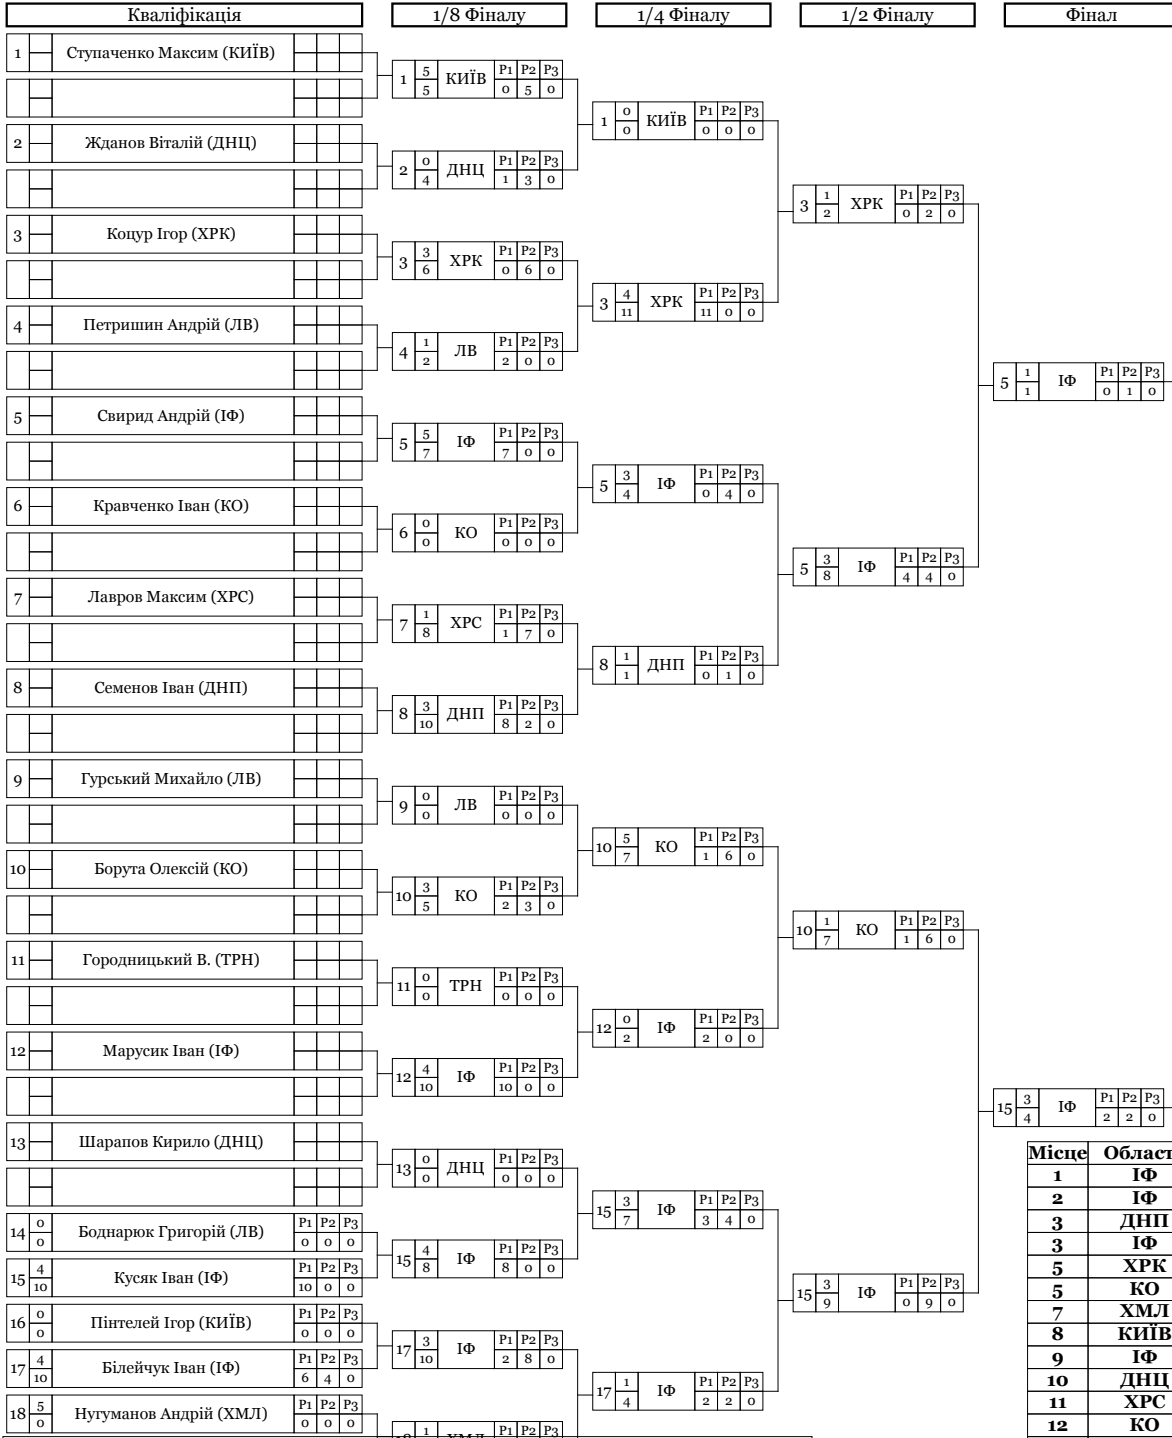 Кваліфікація
1/8 Фіналу
1/4 Фіналу
1/2 Фіналу
Фінал
1 Ступаченко Максим (КИЇВ)
2 Жданов Віталій (ДНЦ)
3 Коцур Ігор (ХРК)
4 Петришин Андрій (ЛВ)
5 Свирид Андрій (ІФ)
6 Кравченко Іван (КО)
7 Лавров Максим (ХРС)
8 Семенов Іван (ДНП)
9 Гурський Михайло (ЛВ)
10 Борута Олексій (КО)
11 Городницький В. (ТРН)
12 Марусик Іван (ІФ)
13 Шарапов Кирило (ДНЦ)
14 0 Боднарюк Григорій (ЛВ) P1 P2 P3
0 0 0 0
15 4 Кусяк Іван (ІФ) P1 P2 P3
10 10 0 0
16 0 Пінтелей Ігор (КИЇВ) P1 P2 P3
0 0 0 0
17 4 Білейчук Іван (ІФ) P1 P2 P3
10 6 4 0
18 5 Нугуманов Андрій (ХМЛ) P1 P2 P3
0 0 0 0
1 5 КИЇВ P1 P2 P3
5 0 5 0
2 0 ДНЦ P1 P2 P3
4 1 3 0
3 3 ХРК P1 P2 P3
6 0 6 0
4 1 ЛВ P1 P2 P3
2 2 0 0
5 5 ІФ P1 P2 P3
7 7 0 0
6 0 КО P1 P2 P3
0 0 0 0
7 1 ХРС P1 P2 P3
8 1 7 0
8 3 ДНП P1 P2 P3
10 8 2 0
9 0 ЛВ P1 P2 P3
0 0 0 0
10 3 КО P1 P2 P3
5 2 3 0
11 0 ТРН P1 P2 P3
0 0 0 0
12 4 ІФ P1 P2 P3
10 10 0 0
13 0 ДНЦ P1 P2 P3
0 0 0 0
15 4 ІФ P1 P2 P3
8 8 0 0
17 3 ІФ P1 P2 P3
10 2 8 0
1 P1 P2 P3
1 0 КИЇВ P1 P2 P3
0 0 0 0
3 4 ХРК P1 P2 P3
11 11 0 0
5 3 ІФ P1 P2 P3
4 0 4 0
8 1 ДНП P1 P2 P3
1 0 1 0
10 5 КО P1 P2 P3
7 1 6 0
12 0 ІФ P1 P2 P3
2 2 0 0
15 3 ІФ P1 P2 P3
7 3 4 0
17 1 ІФ P1 P2 P3
4 2 2 0
3 1 ХРК P1 P2 P3
2 0 2 0
5 3 ІФ P1 P2 P3
8 4 4 0
10 1 КО P1 P2 P3
7 1 6 0
15 3 ІФ P1 P2 P3
9 0 9 0
5 1 ІФ P1 P2 P3
1 0 1 0
15 3 ІФ P1 P2 P3
4 2 2 0
Місце Област
1 ІФ
2 ІФ
3 ДНП
3 ІФ
5 ХРК
5 КО
7 ХМЛ
8 КИЇВ
9 ІФ
10 ДНЦ
11 ХРС
12 КО